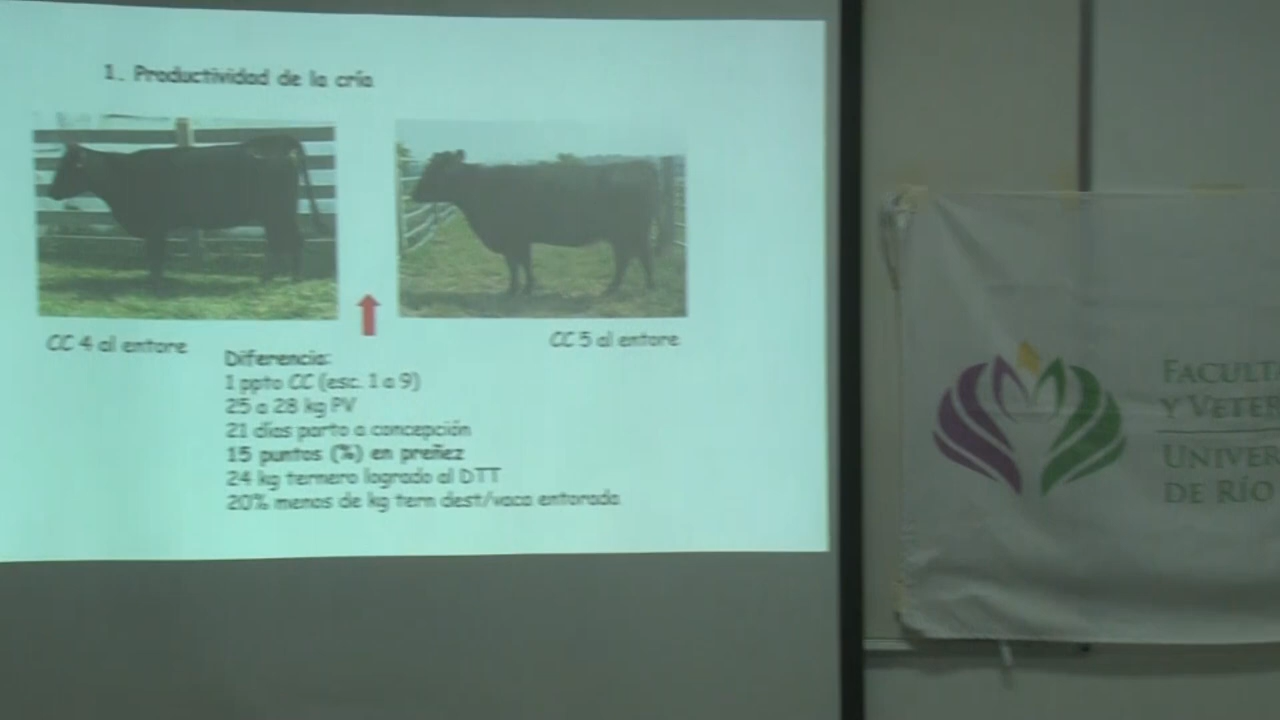 1. Productividad de la cría
CC 4 al entore
CC 5 al entore
Diferencia:
1 ppto CC (esc. 1 a 9)
25 a 28 kg PV
21 días parto a concepción
15 puntos (%) en preñez
24 kg ternero logrado al DTT
20% menos de kg tern dest/vaca entorada
FACULTA
Y VETER
UNIVER
DE RÍO